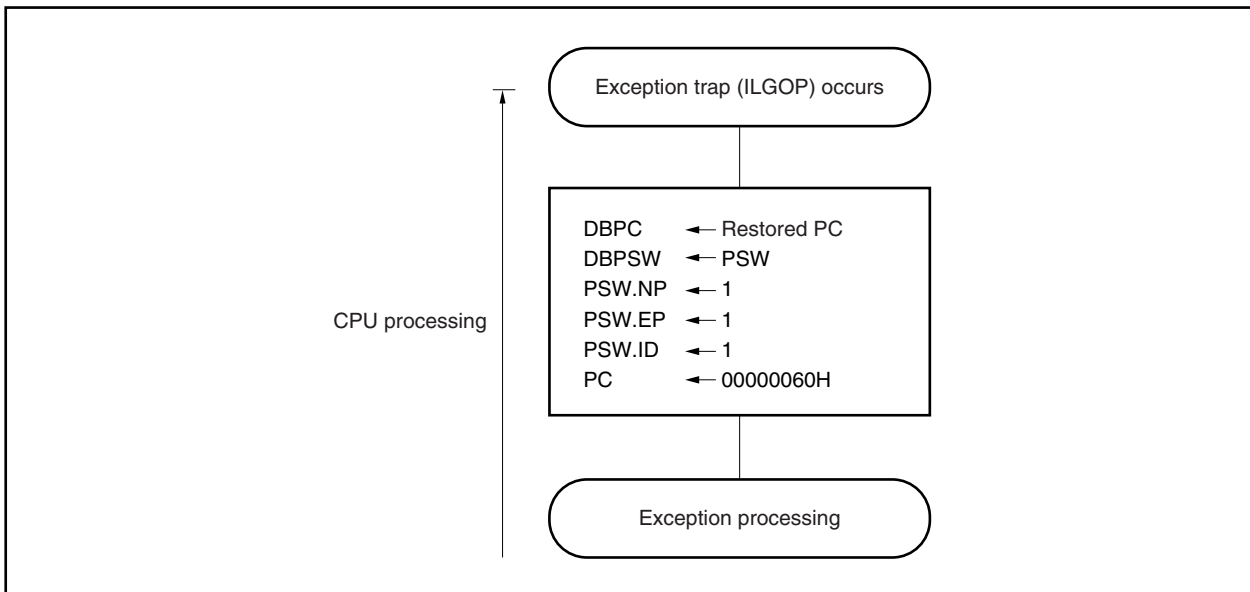 Exception trap (ILGOP) occurs
CPU processing
DBPC ← Restored PC
DBPSW ← PSW
PSW.NP ← 1
PSW.EP ← 1
PSW.ID ← 1
PC ← 00000060H
Exception processing